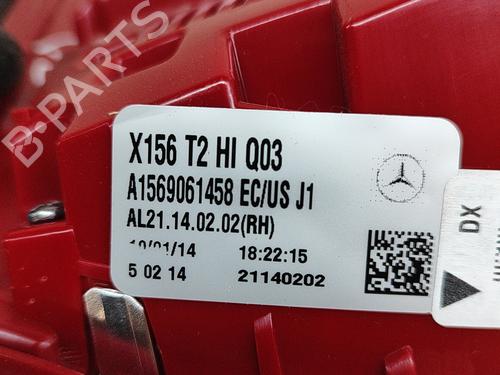 B-PARTS
X156 T2 HI Q03
A1569061458 EC/US J1
AL21.14.02.02(RH)
18:22:15
5 02 14 21140202
DX